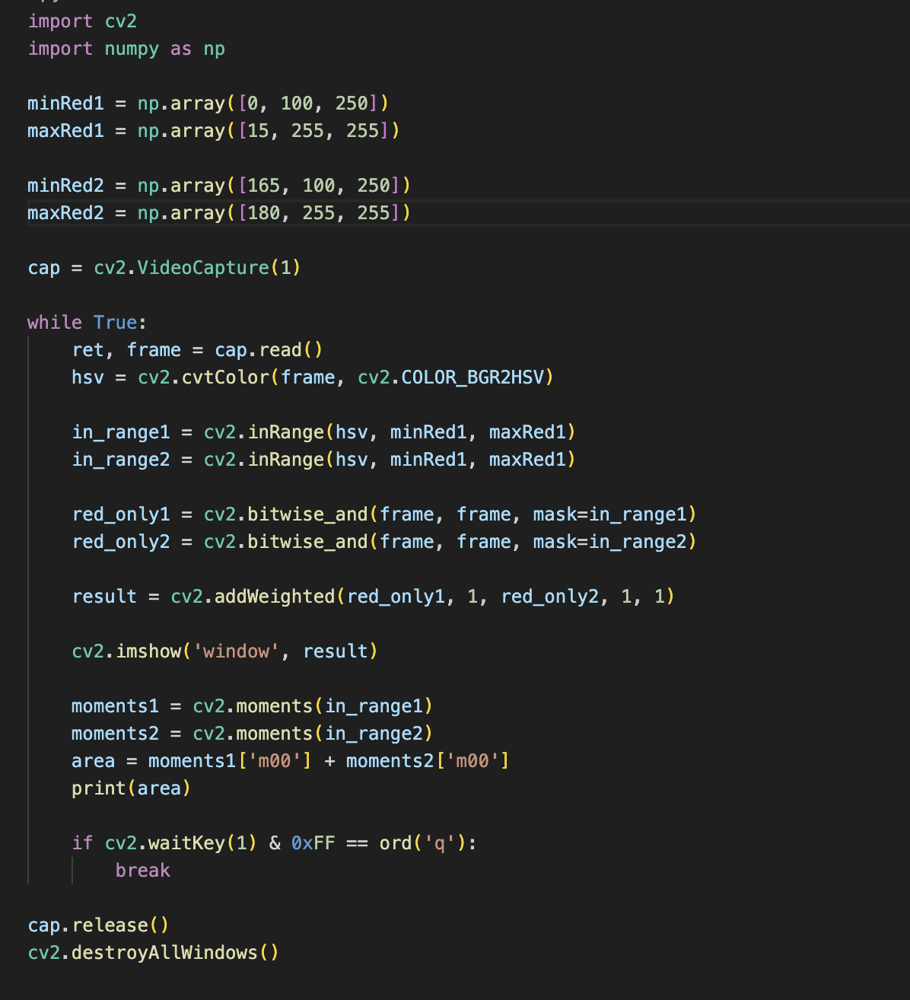 import cv2
import numpy as np

minRed1 = np.array([0, 100, 250])
maxRed1 = np.array([15, 255, 255])

minRed2 = np.array([165, 100, 250])
maxRed2 = np.array([180, 255, 255])

cap = cv2.VideoCapture(1)

while True:
    ret, frame = cap.read()
    hsv = cv2.cvtColor(frame, cv2.COLOR_BGR2HSV)

    in_range1 = cv2.inRange(hsv, minRed1, maxRed1)
    in_range2 = cv2.inRange(hsv, minRed1, maxRed1)

    red_only1 = cv2.bitwise_and(frame, frame, mask=in_range1)
    red_only2 = cv2.bitwise_and(frame, frame, mask=in_range2)

    result = cv2.addWeighted(red_only1, 1, red_only2, 1, 1)

    cv2.imshow('window', result)

    moments1 = cv2.moments(in_range1)
    moments2 = cv2.moments(in_range2)
    area = moments1['m00'] + moments2['m00']
    print(area)

    if cv2.waitKey(1) & 0xFF == ord('q'):
        break

cap.release()
cv2.destroyAllWindows()